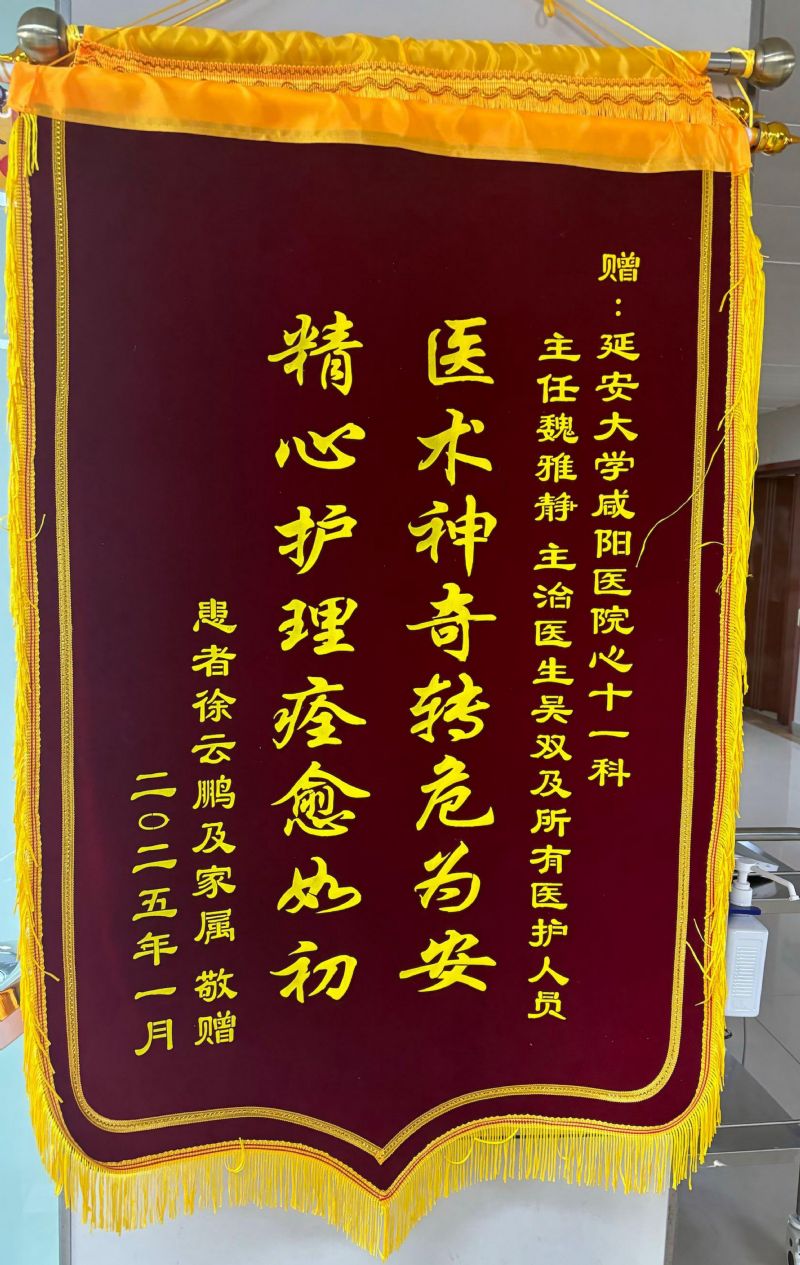 赠：延安大学咸阳医院心十一科
主任魏雅静 主治医生吴双及所有医护人员
医术神奇转危为安
精心护理痊愈如初
患者徐云鹏及家属 敬赠
二〇二五年一月